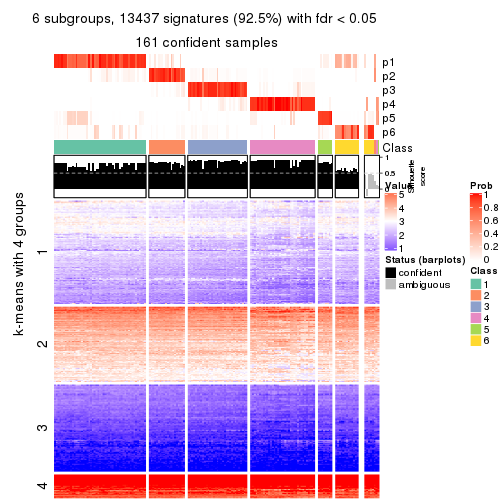 6 subgroups, 13437 signatures (92.5%) with fdr < 0.05
161 confident samples
p1
p2
p3
p4
p5
p6
Class
1
0.5
0
Silhouette
score
k-means with 4 groups
1
2
3
4
Value
5
4
3
2
1
Status (barplots)
confident
ambiguous
Prob
1
0.8
0.6
0.4
0.2
0
Class
1
2
3
4
5
6